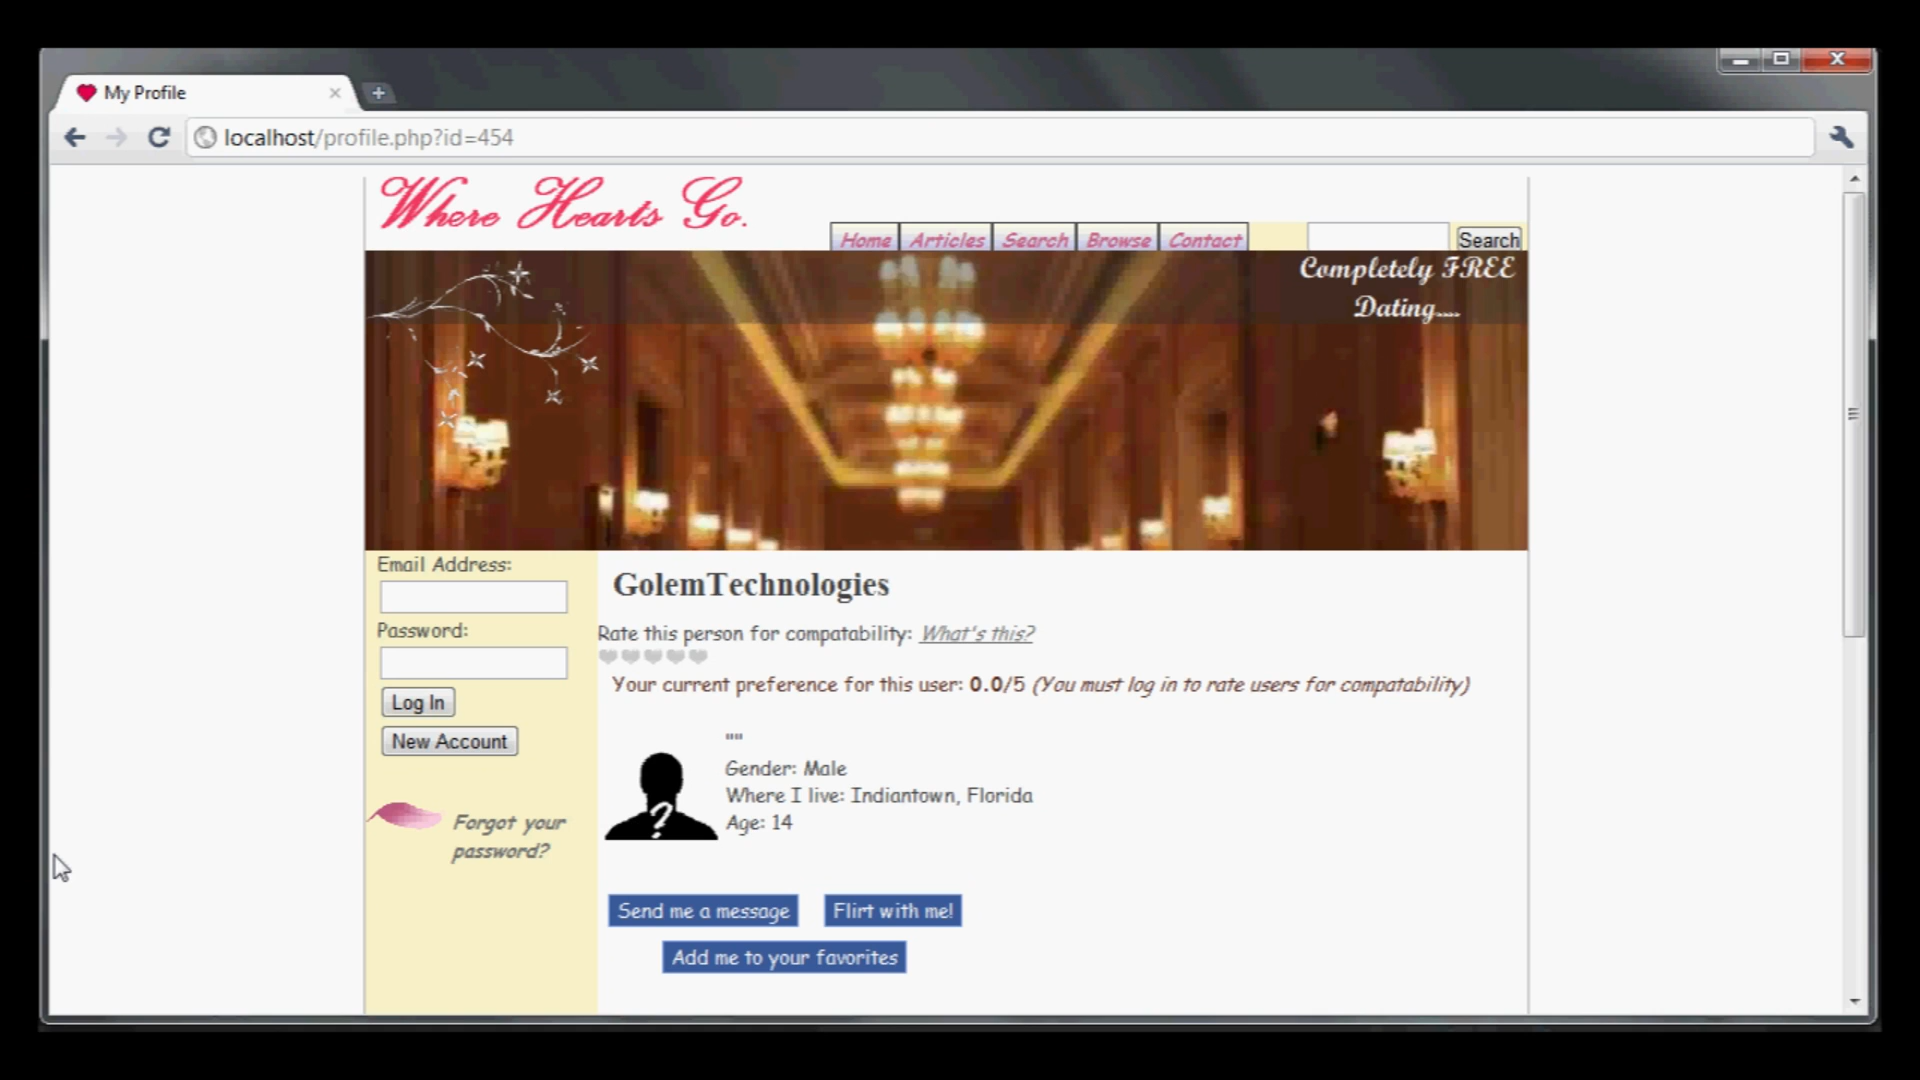 My Profile
localhost/profile.php?id=454
Where Hearts Go.
Home Articles Search Browse Contact Search
Completely FREE
Dating....
Email Address:
Password:
Log In
New Account
Forgot your
password?
GolemTechnologies
Rate this person for compatability: What's this?
Your current preference for this user: 0.0/5 (You must log in to rate users for compatability)
""
Gender: Male
Where I live: Indiantown, Florida
Age: 14
?
Send me a message Flirt with me!
Add me to your favorites